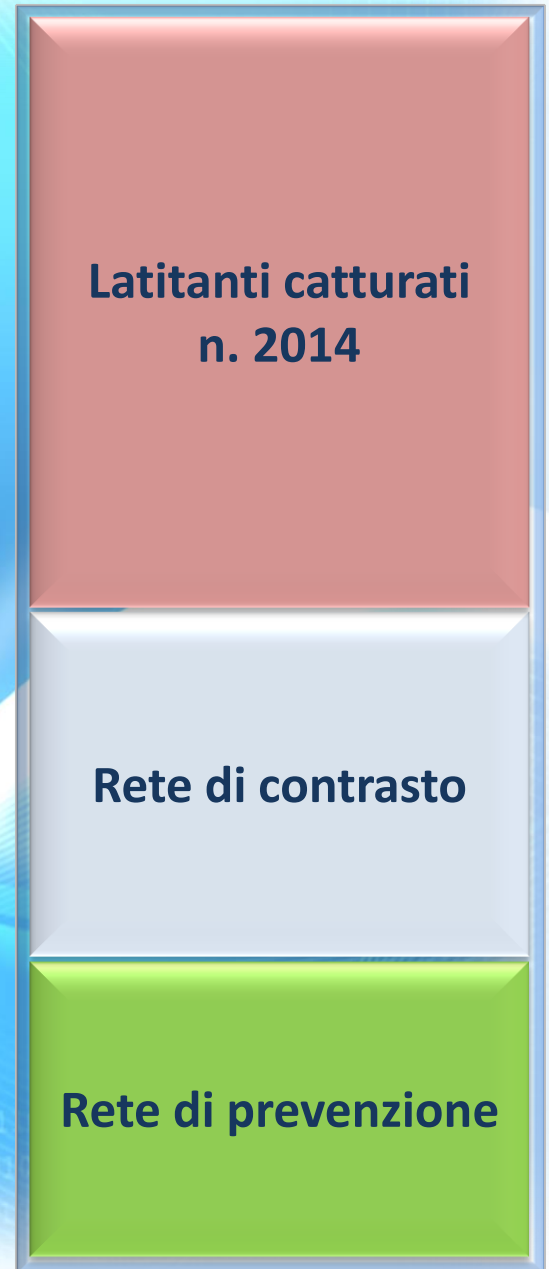 Latitanti catturati
n. 2014
Rete di contrasto
Rete di prevenzione